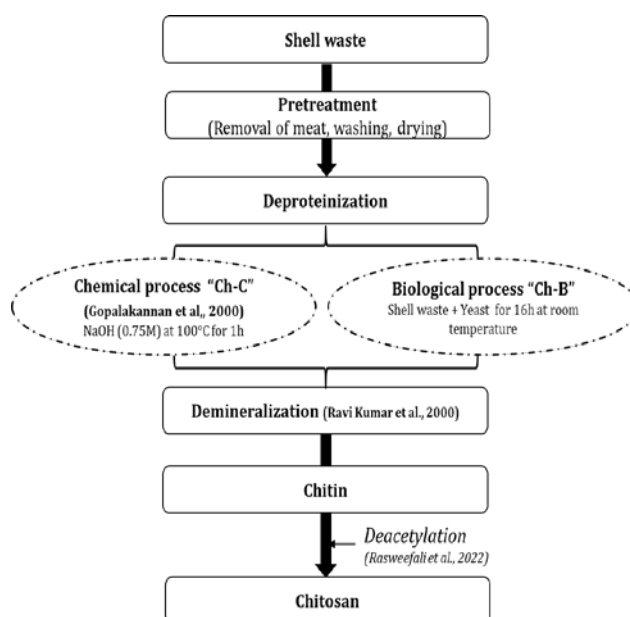 Shell waste
Pretreatment
(Removal of meat, washing, drying)
Deproteinization
Chemical process “Ch-C”
(Gopalakannan et al,, 2000)
NaOH (0.75M) at 100°C for 1h
Biological process “Ch-B”
Shell waste + Yeast for 16h at room
temperature
Demineralization (Ravi Kumar et al., 2000)
Chitin
Deacetylation
(Rasweefali et al., 2022)
Chitosan